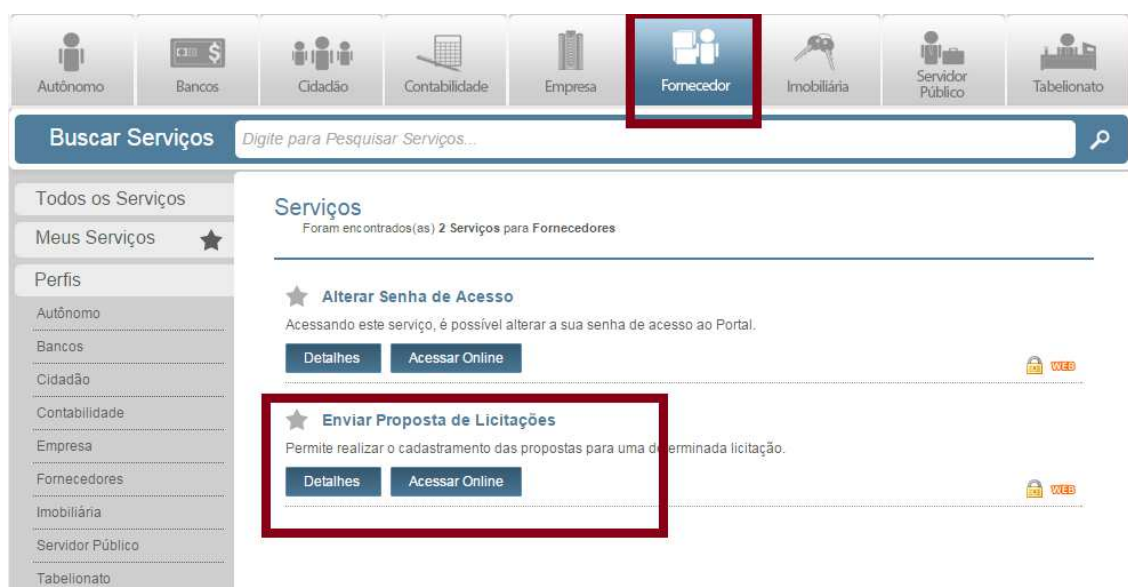 Autônomo
Bancos
Cidadão
Contabilidade
Empresa
Fornecedor
Imobiliária
Servidor
Público
Tabelionato
Buscar Serviços
Digite para Pesquisar Serviços...
Todos os Serviços
Meus Serviços
Perfis
Autônomo
Bancos
Cidadão
Contabilidade
Empresa
Fornecedores
Imobiliária
Servidor Público
Tabelionato
Serviços
Foram encontrados(as) 2 Serviços para Fornecedores
Alterar Senha de Acesso
Acessando este serviço, é possível alterar a sua senha de acesso ao Portal.
Detalhes Acessar Online
WEB
Enviar Proposta de Licitações
Permite realizar o cadastramento das propostas para uma determinada licitação.
Detalhes Acessar Online
WEB